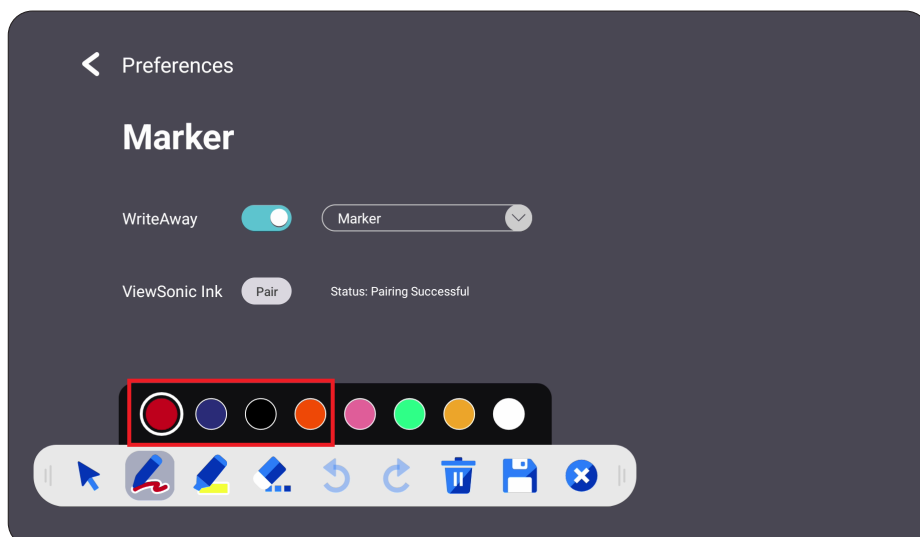 Preferences
Marker
WriteAway Marker
ViewSonic Ink Pair Status: Pairing Successful